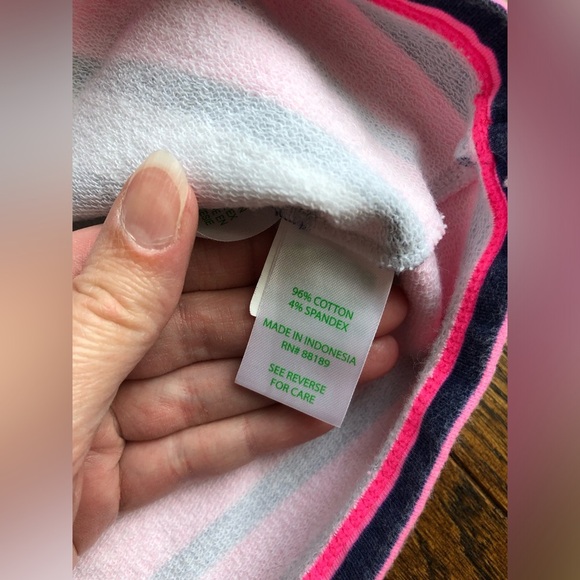 96% COTTON
4% SPANDEX
MADE IN INDONESIA
RN# 88189
SEE REVERSE
FOR CARE